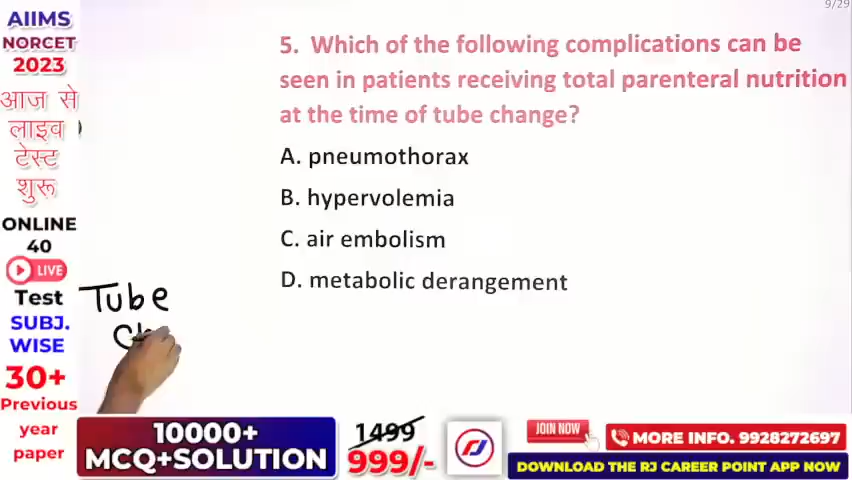 9/29
AIIMS
NORCET
2023
आज से
लाइव
टेस्ट
शुरू
ONLINE
40
LIVE
Test
SUBJ.
WISE
30+
Previous
year
paper
5. Which of the following complications can be
seen in patients receiving total parenteral nutrition
at the time of tube change?
A. pneumothorax
B. hypervolemia
C. air embolism
D. metabolic derangement
Tube
Ch
10000+
MCQ+SOLUTION
1499
999/-
JOIN NOW
MORE INFO. 9928272697
DOWNLOAD THE RJ CAREER POINT APP NOW